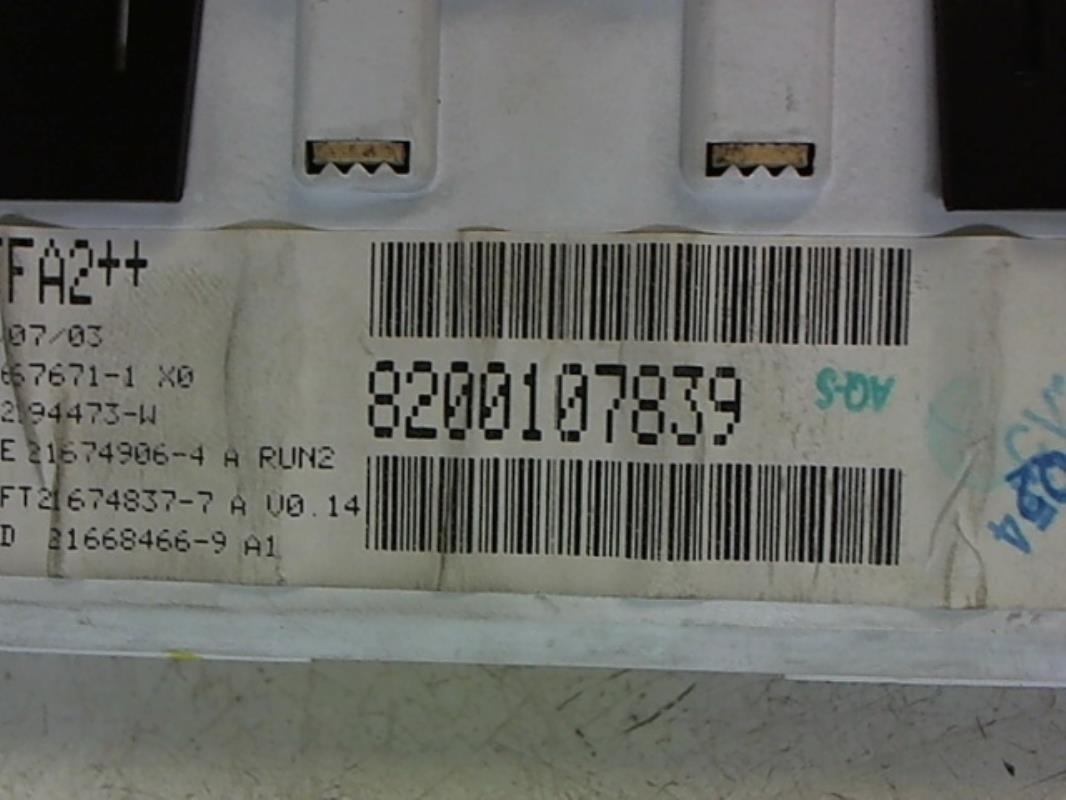 FA2++
07/03
67671-1 X0
294473-W
E 21674906-4 A RUN2
FT21674837-7 A V0.14
D 21668466-9 A1
8200107839
AQ-S